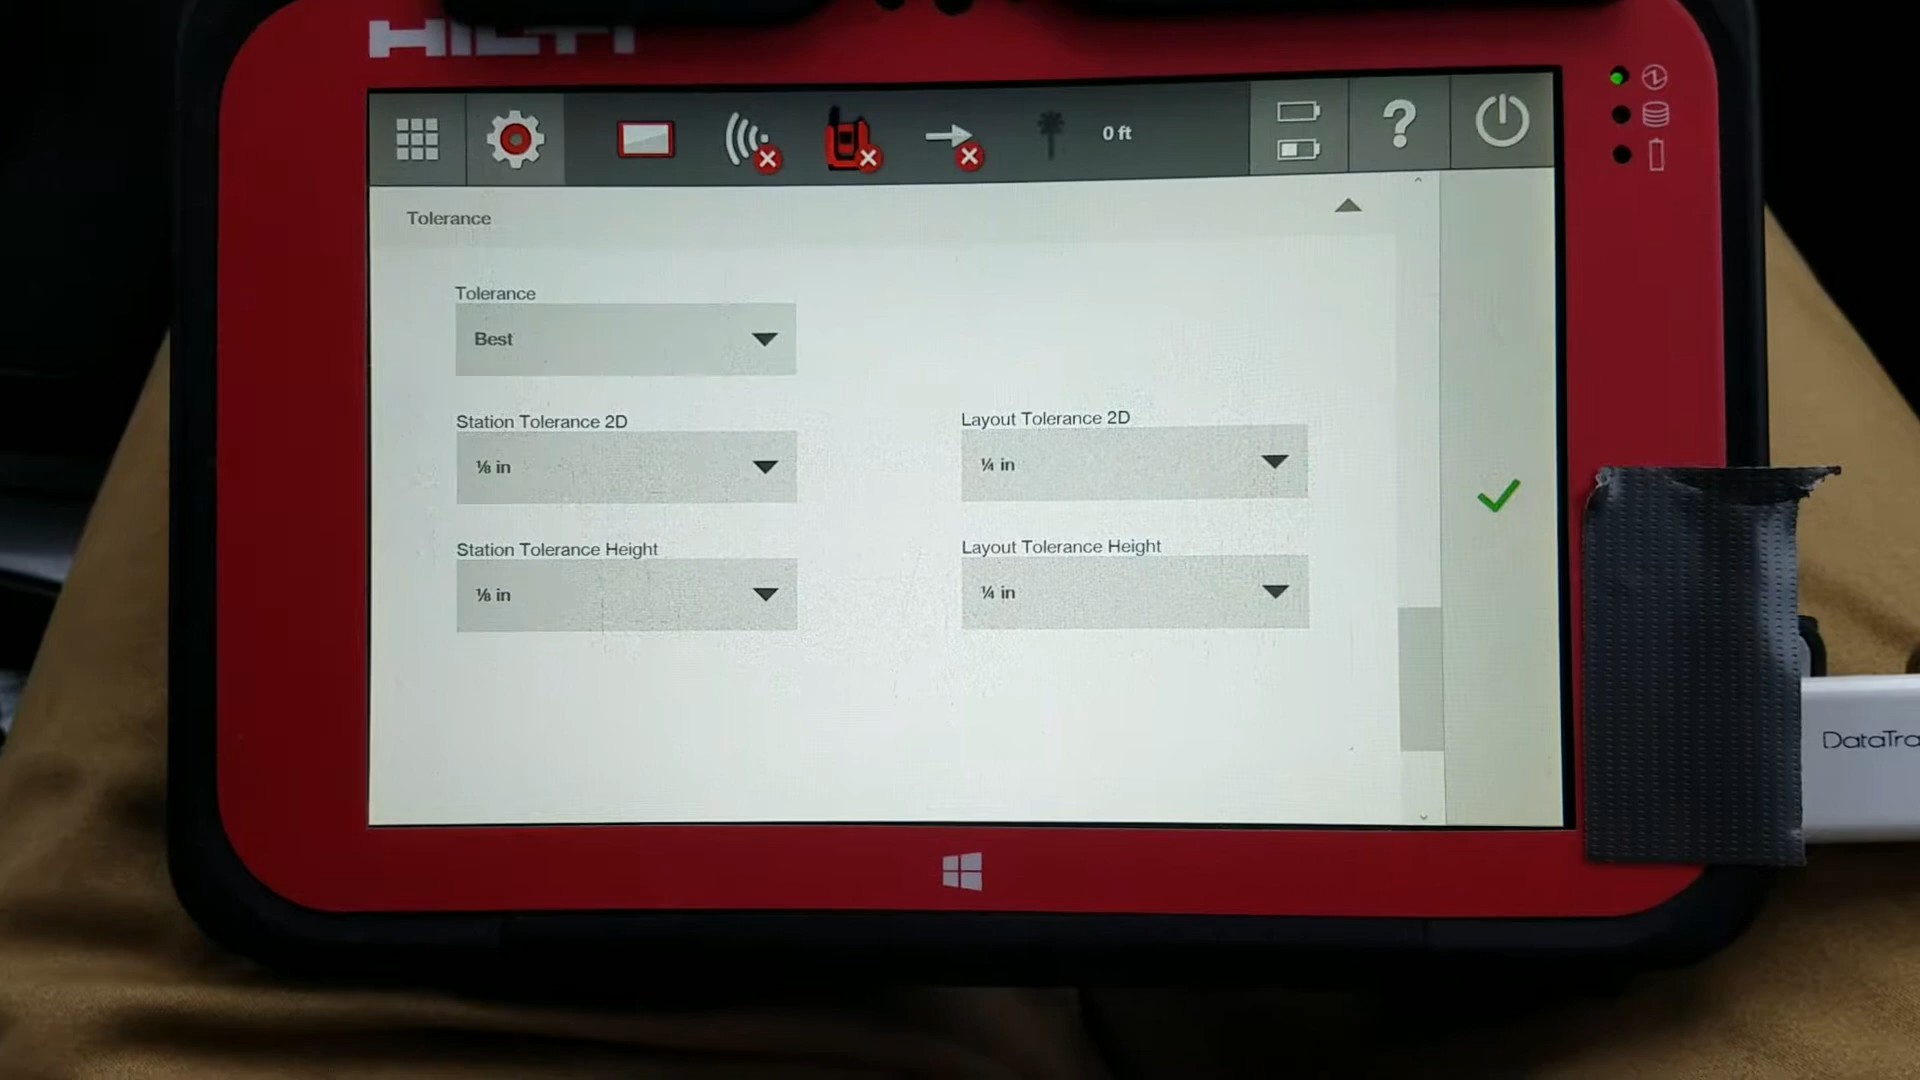 HILTI
0 ft
?
Tolerance
Tolerance
Best
Station Tolerance 2D
Layout Tolerance 2D
⅛ in
¼ in
Station Tolerance Height
Layout Tolerance Height
⅛ in
¼ in
DataTra